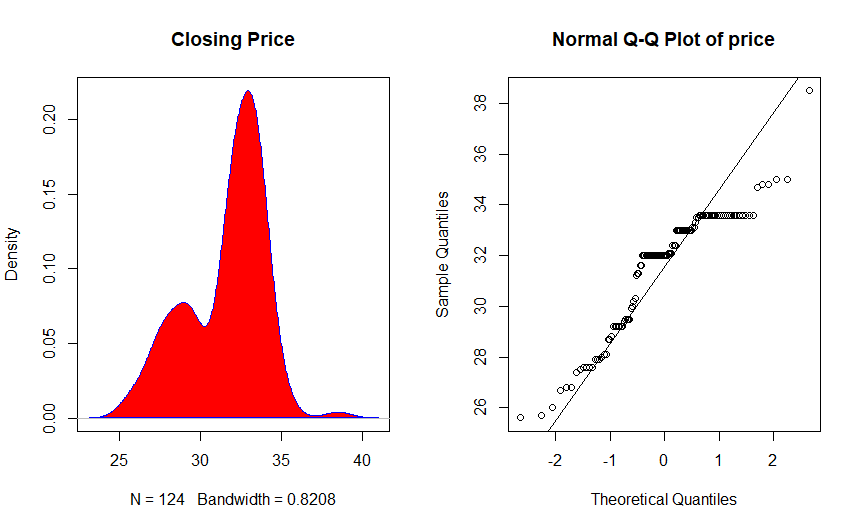 Closing Price
Density
0.00 0.05 0.10 0.15 0.20
25 30 35 40
N = 124 Bandwidth = 0.8208
Normal Q-Q Plot of price
Sample Quantiles
26 28 30 32 34 36 38
-2 -1 0 1 2
Theoretical Quantiles